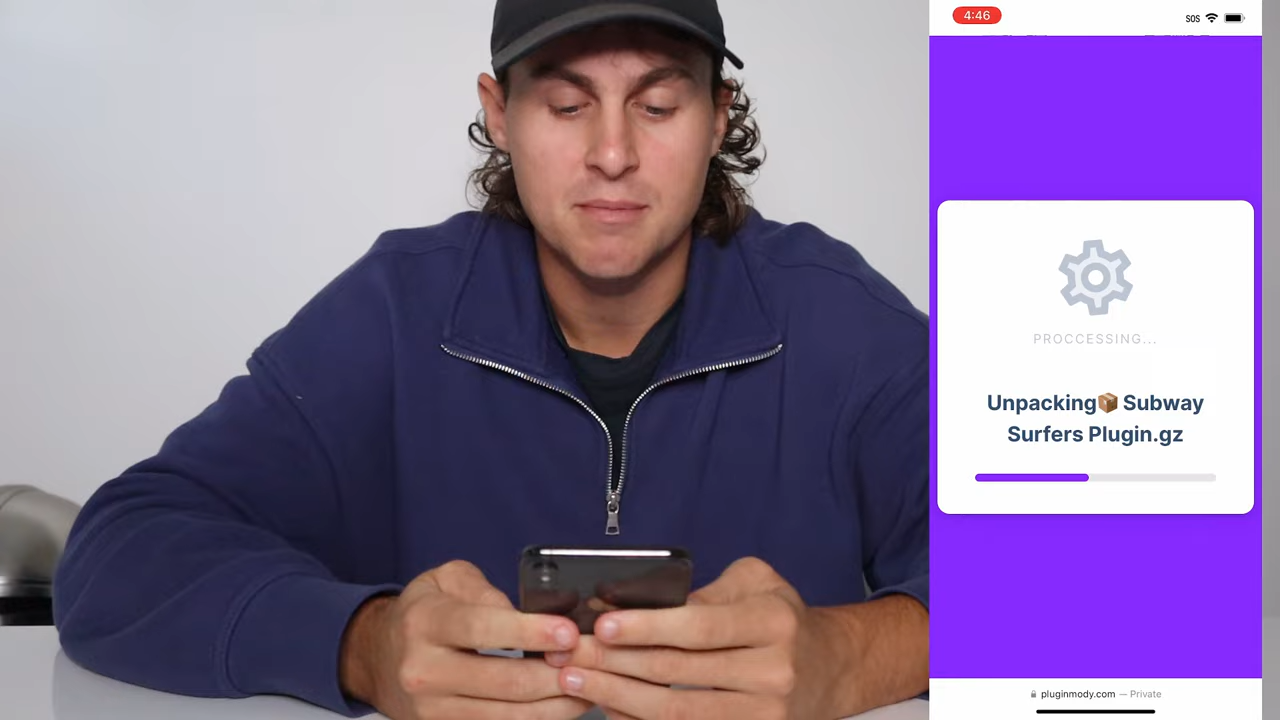 4:46
SOS
PROCCESSING...
Unpacking📦 Subway
Surfers Plugin.gz
pluginmody.com — Private